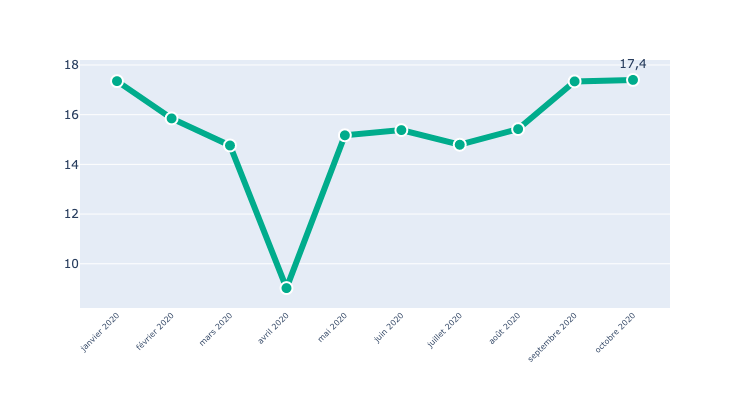 17,4
18
16
14
12
10
janvier 2020
février 2020
mars 2020
avril 2020
mai 2020
juin 2020
juillet 2020
août 2020
septembre 2020
octobre 2020